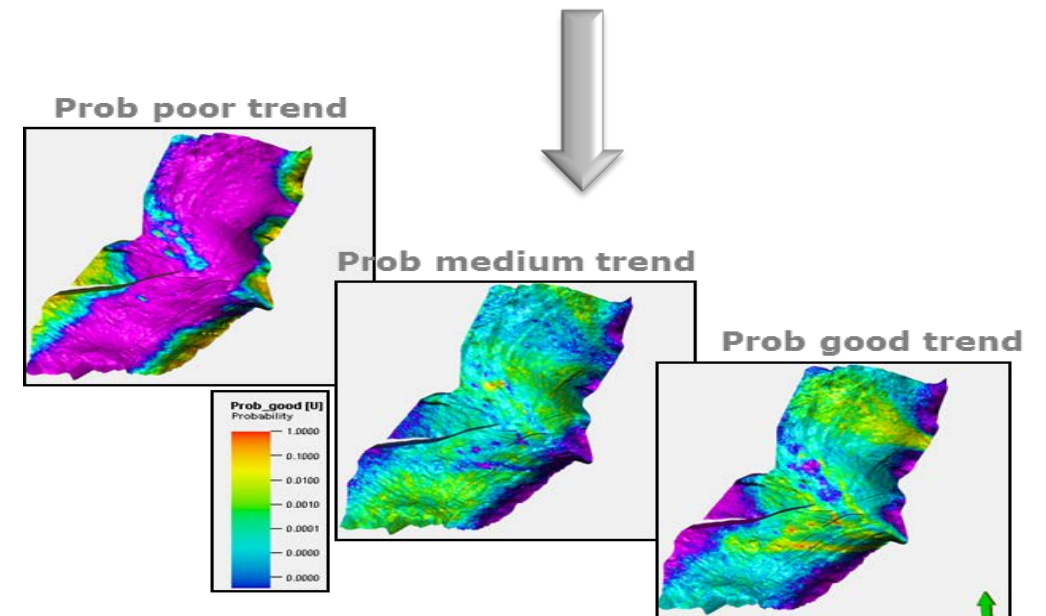 Prob poor trend
Prob medium trend
Prob good trend
Prob_good [U]
Probability
1.0000
0.1000
0.0100
0.0010
0.0001
0.0000
0.0000